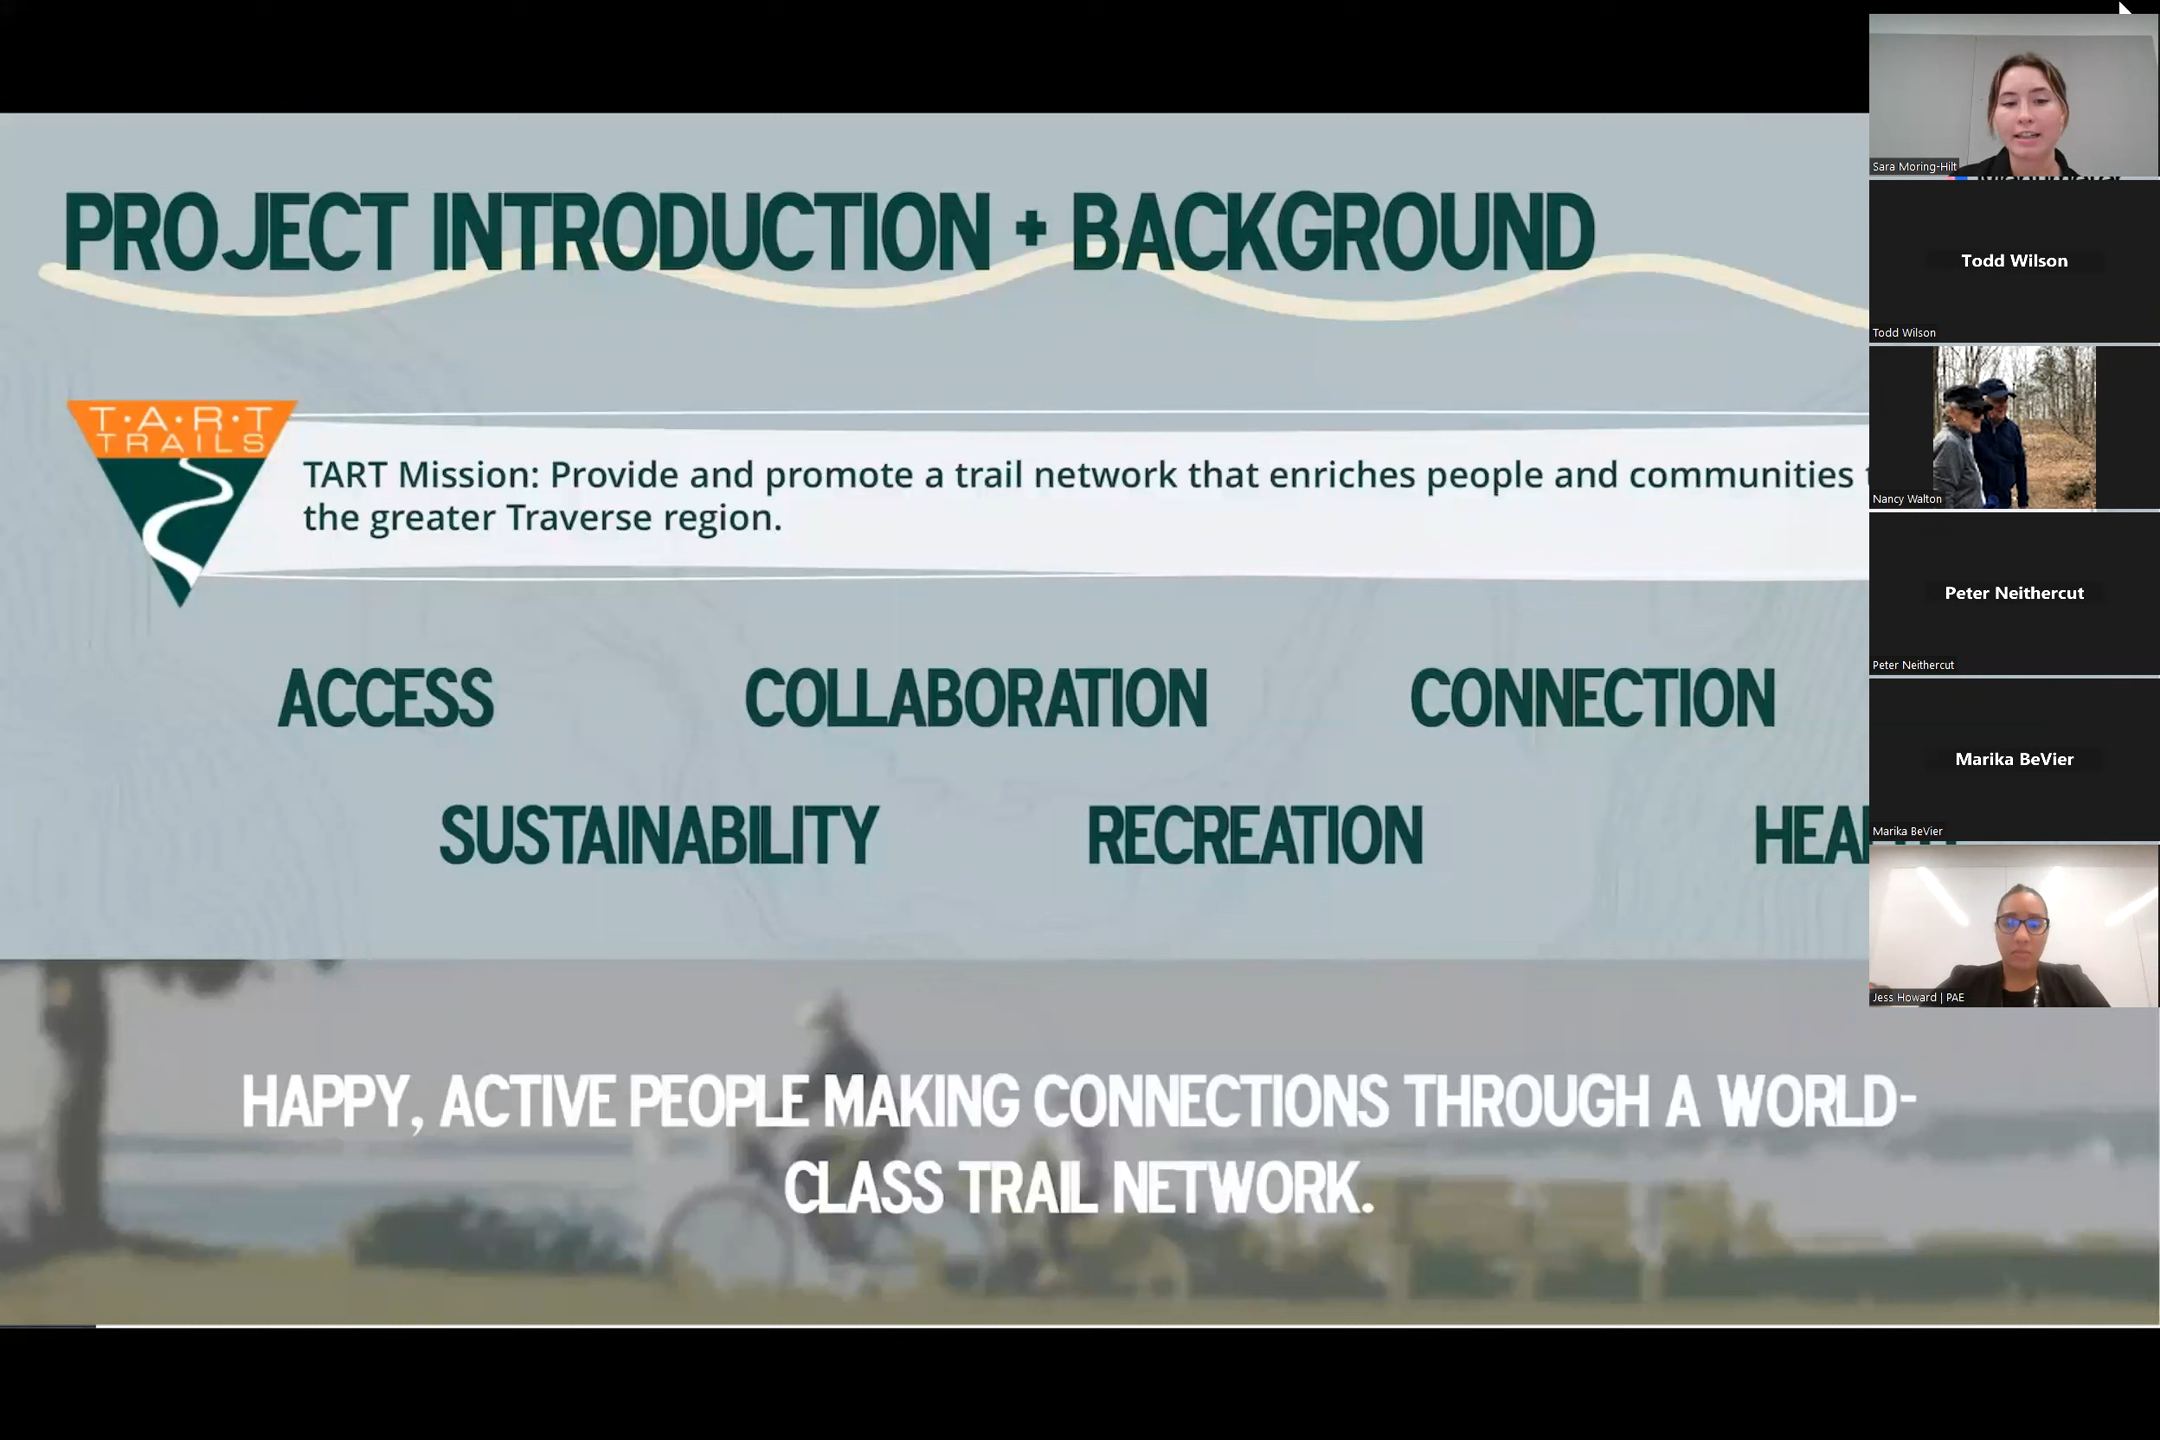 PROJECT INTRODUCTION + BACKGROUND
T·A·R·T
TRAILS
TART Mission: Provide and promote a trail network that enriches people and communities
the greater Traverse region.
ACCESS COLLABORATION CONNECTION
SUSTAINABILITY RECREATION
HAPPY, ACTIVE PEOPLE MAKING CONNECTIONS THROUGH A WORLD-
CLASS TRAIL NETWORK.
Sara Moring-Hilt
Todd Wilson
Todd Wilson
Nancy Walton
Peter Neithercut
Peter Neithercut
Marika BeVier
Marika BeVier
Jess Howard | PAE